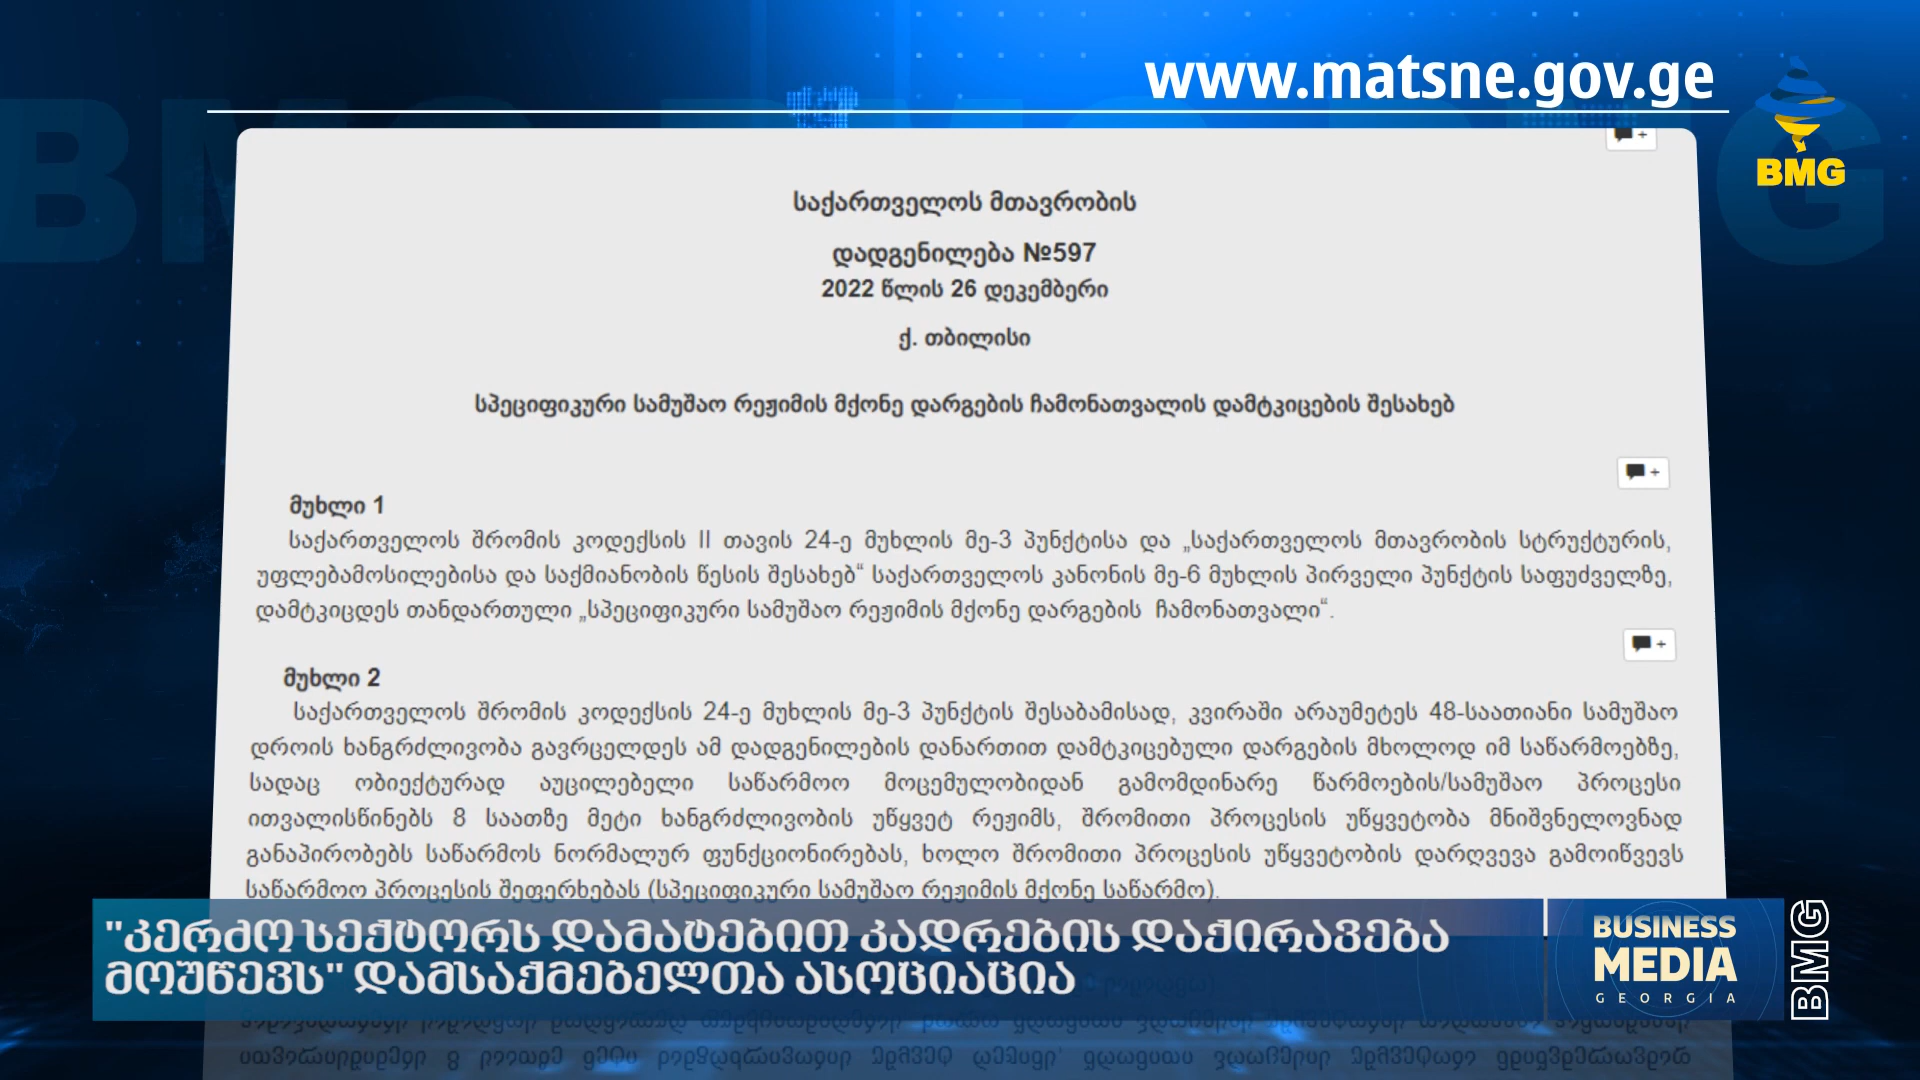 www.matsne.gov.ge
BMG
საქართველოს მთავრობის
დადგენილება №597
2022 წლის 26 დეკემბერი
ქ. თბილისი
სპეციფიკური სამუშაო რეჟიმის მქონე დარგების ჩამონათვალის დამტკიცების შესახებ
მუხლი 1
საქართველოს შრომის კოდექსის II თავის 24-ე მუხლის მე-3 პუნქტისა და „საქართველოს მთავრობის სტრუქტურის,
უფლებამოსილებისა და საქმიანობის წესის შესახებ“ საქართველოს კანონის მე-6 მუხლის პირველი პუნქტის საფუძველზე,
დამტკიცდეს თანდართული „სპეციფიკური სამუშაო რეჟიმის მქონე დარგების ჩამონათვალი“.
მუხლი 2
საქართველოს შრომის კოდექსის 24-ე მუხლის მე-3 პუნქტის შესაბამისად, კვირაში არაუმეტეს 48-საათიანი სამუშაო
დროის ხანგრძლივობა გავრცელდეს ამ დადგენილების დანართით დამტკიცებული დარგების მხოლოდ იმ საწარმოებზე,
სადაც ობიექტურად აუცილებელი საწარმოო მოცემულობიდან გამომდინარე წარმოების/სამუშაო პროცესი
ითვალისწინებს 8 საათზე მეტი ხანგრძლივობის უწყვეტ რეჟიმს, შრომითი პროცესის უწყვეტობა მნიშვნელოვნად
განაპირობებს საწარმოს ნორმალურ ფუნქციონირებას, ხოლო შრომითი პროცესის უწყვეტობის დარღვევა გამოიწვევს
საწარმოო პროცესის შეფერხებას (სპეციფიკური სამუშაო რეჟიმის მქონე საწარმო).
"კერძო სექტორს დამატებით კადრების დაქირავება
მოუწევს" დამსაქმებელთა ასოციაცია
BUSINESS
MEDIA
GEORGIA
BMG